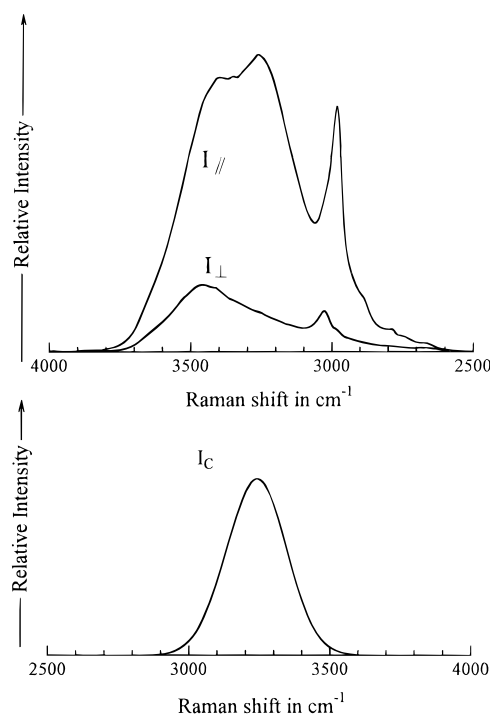 Relative Intensity
I //
I⊥
4000 3500 3000 2500
Raman shift in cm-1
Relative Intensity
IC
2500 3000 3500 4000
Raman shift in cm-1